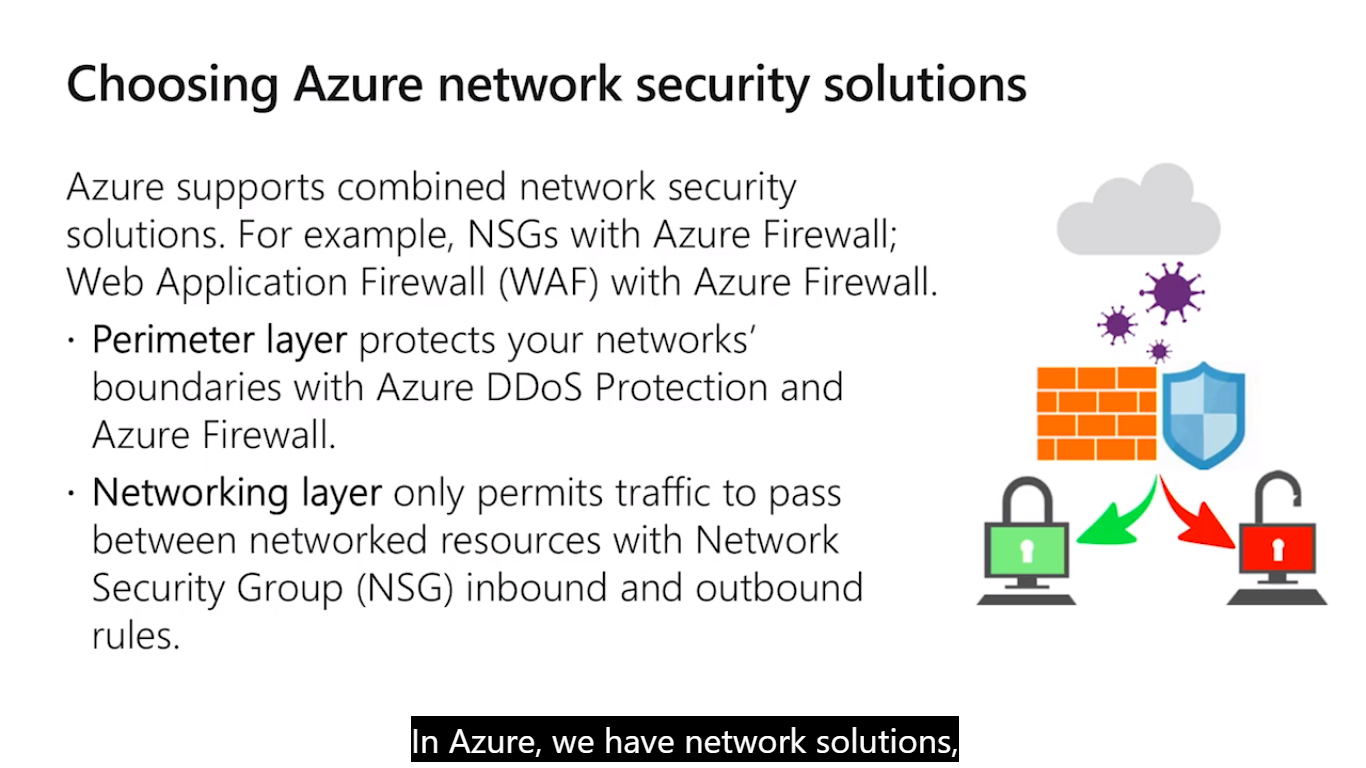 Choosing Azure network security solutions
Azure supports combined network security
solutions. For example, NSGs with Azure Firewall;
Web Application Firewall (WAF) with Azure Firewall.
· Perimeter layer protects your networks’
boundaries with Azure DDoS Protection and
Azure Firewall.
· Networking layer only permits traffic to pass
between networked resources with Network
Security Group (NSG) inbound and outbound
rules.
In Azure, we have network solutions,